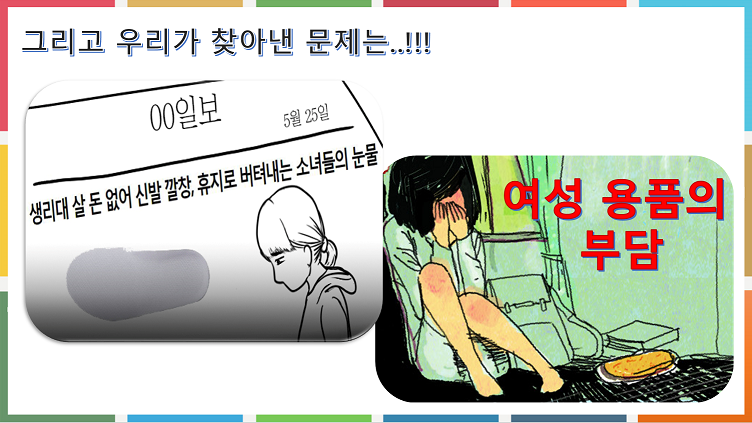 그리고 우리가 찾아낸 문제는..!!!
00일보
5월 25일
생리대 살 돈 없어 신발 깔창, 휴지로 버텨내는 소녀들의 눈물
여성 용품의
부담